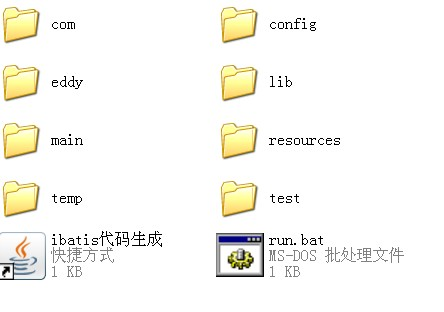 com
config
eddy
lib
main
resources
temp
test
ibatis代码生成
快捷方式
1 KB
run.bat
MS-DOS 批处理文件
1 KB